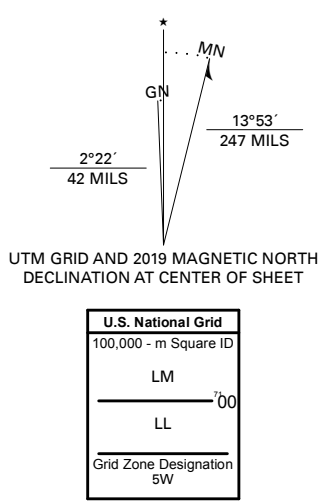 ★
MN
GN
13°53´
247 MILS
2°22´
42 MILS
UTM GRID AND 2019 MAGNETIC NORTH
DECLINATION AT CENTER OF SHEET
U.S. National Grid
100,000 - m Square ID
LM
7100
LL
Grid Zone Designation
5W